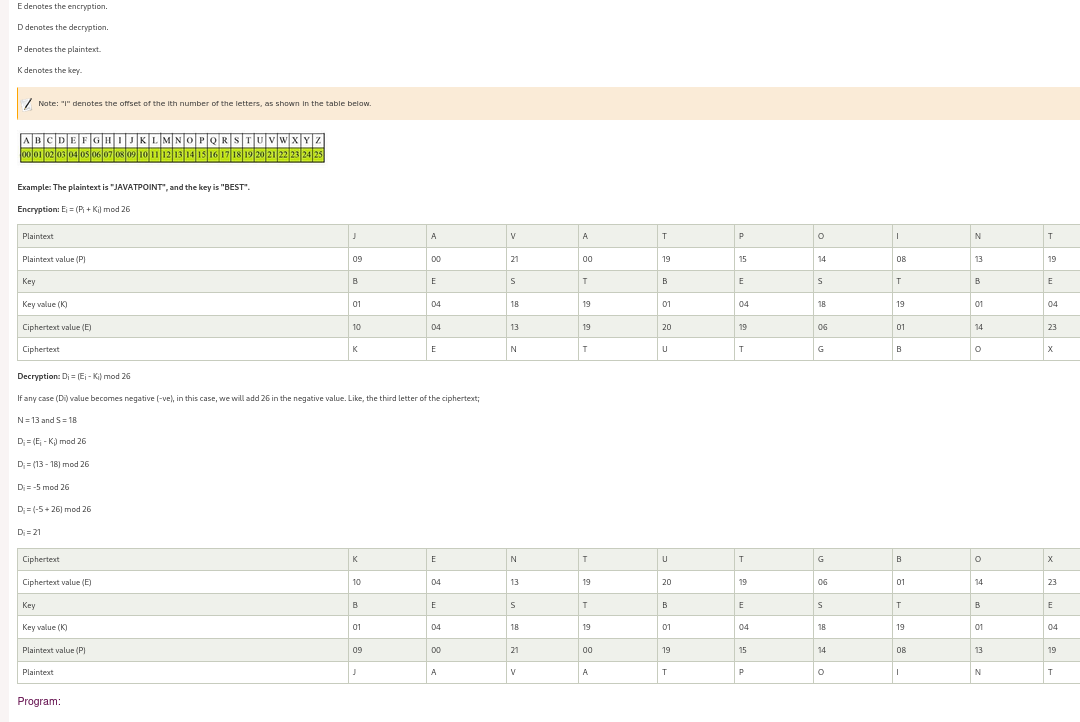 E denotes the encryption.
D denotes the decryption.
P denotes the plaintext.
K denotes the key.
Note: "i" denotes the offset of the ith number of the letters, as shown in the table below.
A B C D E F G H I J K L M N O P Q R S T U V W X Y Z
00 01 02 03 04 05 06 07 08 09 10 11 12 13 14 15 16 17 18 19 20 21 22 23 24 25
Example: The plaintext is "JAVATPOINT", and the key is "BEST".
Encryption: Ei = (Pi + Ki) mod 26
Plaintext J A V A T P O I N T
Plaintext value (P) 09 00 21 00 19 15 14 08 13 19
Key B E S T B E S T B E
Key value (K) 01 04 18 19 01 04 18 19 01 04
Ciphertext value (E) 10 04 13 19 20 19 06 01 14 23
Ciphertext K E N T U T G B O X
Decryption: Di = (Ei - Ki) mod 26
If any case (Di) value becomes negative (-ve), in this case, we will add 26 in the negative value. Like, the third letter of the ciphertext;
N = 13 and S = 18
Di = (Ei - Ki) mod 26
Di = (13 - 18) mod 26
Di = -5 mod 26
Di = (-5 + 26) mod 26
Di = 21
Ciphertext K E N T U T G B O X
Ciphertext value (E) 10 04 13 19 20 19 06 01 14 23
Key B E S T B E S T B E
Key value (K) 01 04 18 19 01 04 18 19 01 04
Plaintext value (P) 09 00 21 00 19 15 14 08 13 19
Plaintext J A V A T P O I N T
Program: